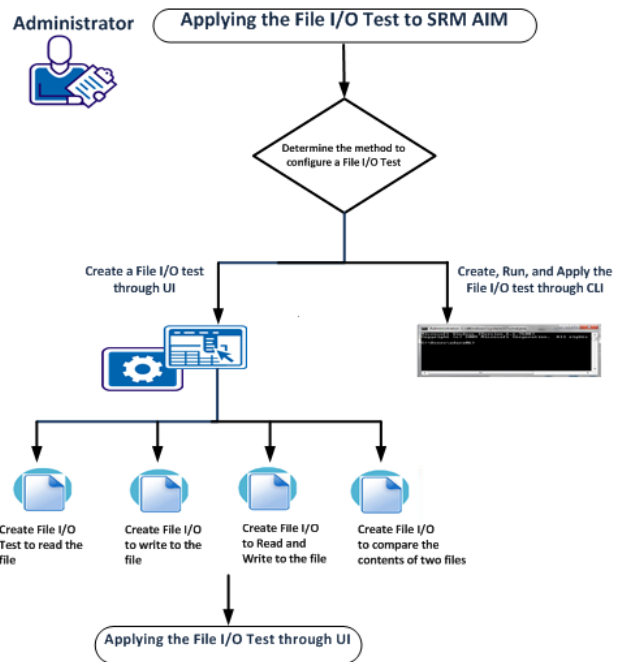 Administrator
Applying the File I/O Test to SRM AIM
Determine the method to
configure a File I/O Test
Create a File I/O test
through UI
Create, Run, and Apply the
File I/O test through CLI
Create File I/O
Test to read the
file
Create File I/O
to write to the
file
Create File I/O
to Read and
Write to the file
Create File I/O
to compare the
contents of two files
Applying the File I/O Test through UI